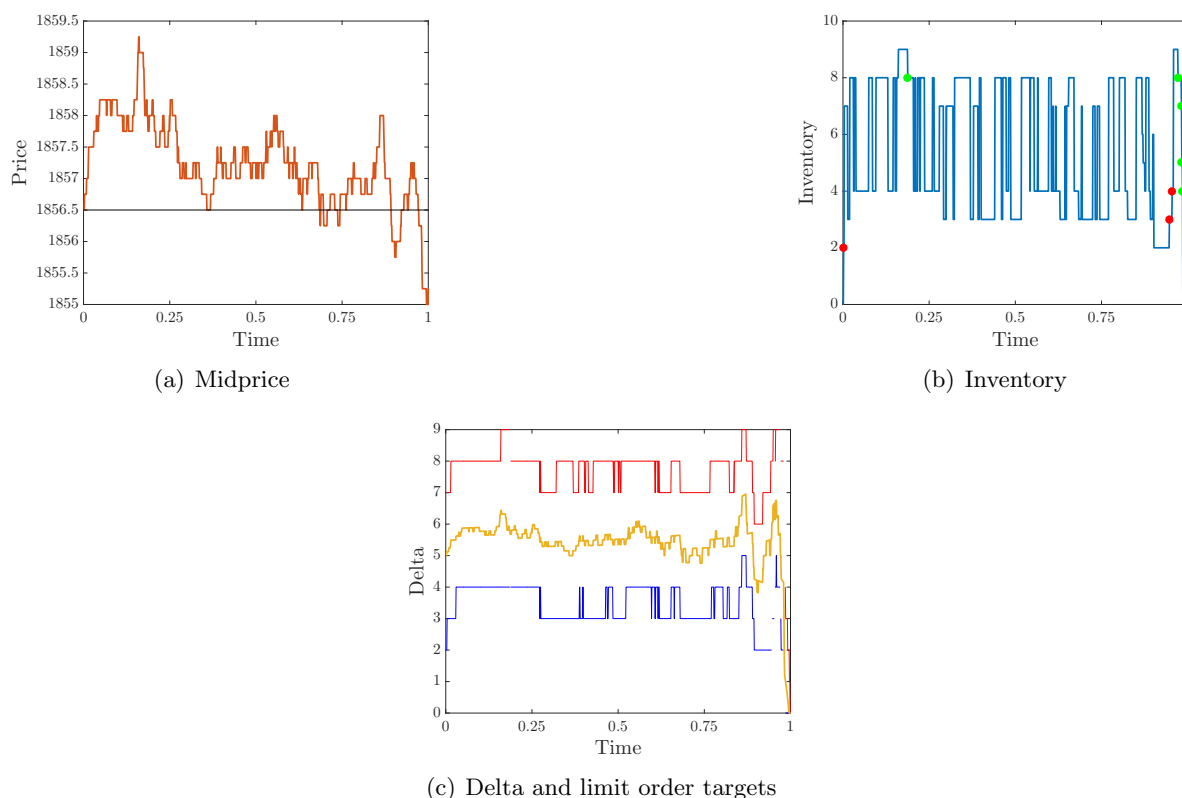 1859.5
1859
1858.5
1858
1857.5
1857
1856.5
1856
1855.5
1855
Price
0 0.25 0.5 0.75 1
Time
(a) Midprice
10
8
6
4
2
0
Inventory
0 0.25 0.5 0.75
Time
(b) Inventory
9
8
7
6
5
4
3
2
1
0
Delta
0 0.25 0.5 0.75 1
Time
(c) Delta and limit order targets